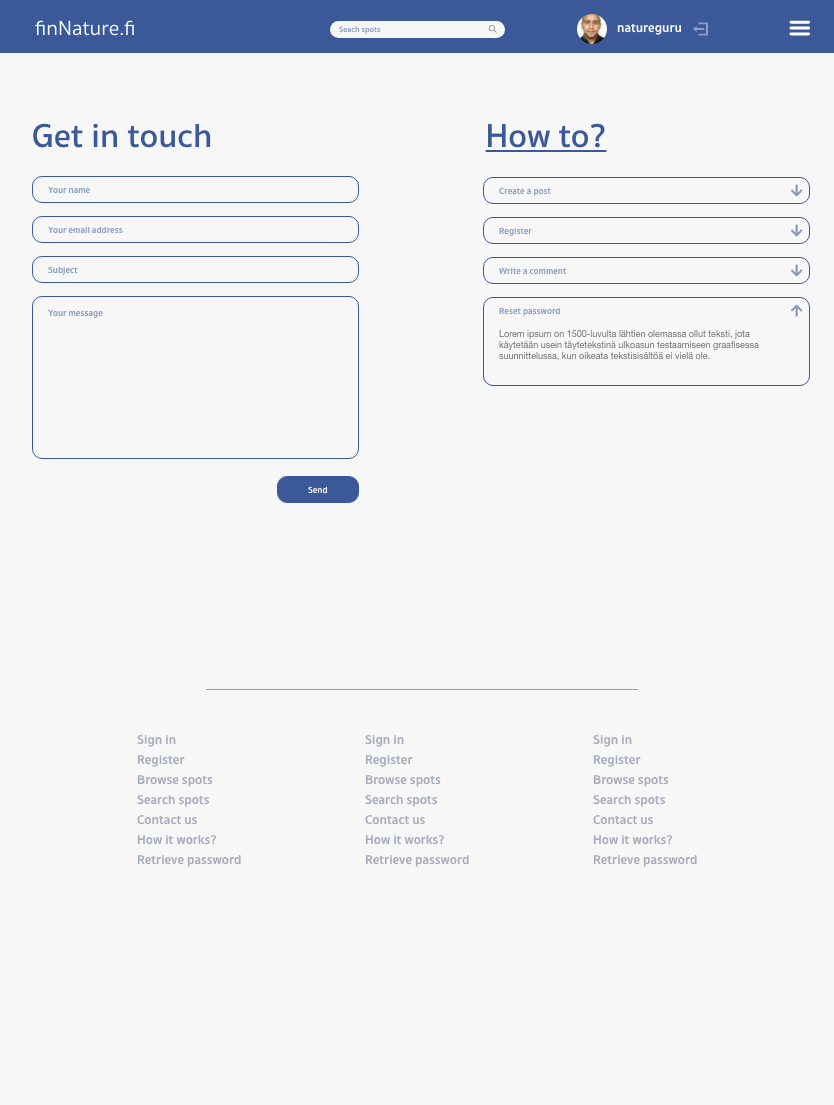 finNature.fi
Seach spots
natureguru
Get in touch
Your name
Your email address
Subject
Your message
Send
How to?
Create a post
Register
Write a comment
Reset password
Lorem ipsum on 1500-luvulta lähtien olemassa ollut teksti, jota
käytetään usein täytetekstinä ulkoasun testaamiseen graafisessa
suunnittelussa, kun oikeata tekstisisältöä ei vielä ole.
Sign in
Register
Browse spots
Search spots
Contact us
How it works?
Retrieve password
Sign in
Register
Browse spots
Search spots
Contact us
How it works?
Retrieve password
Sign in
Register
Browse spots
Search spots
Contact us
How it works?
Retrieve password